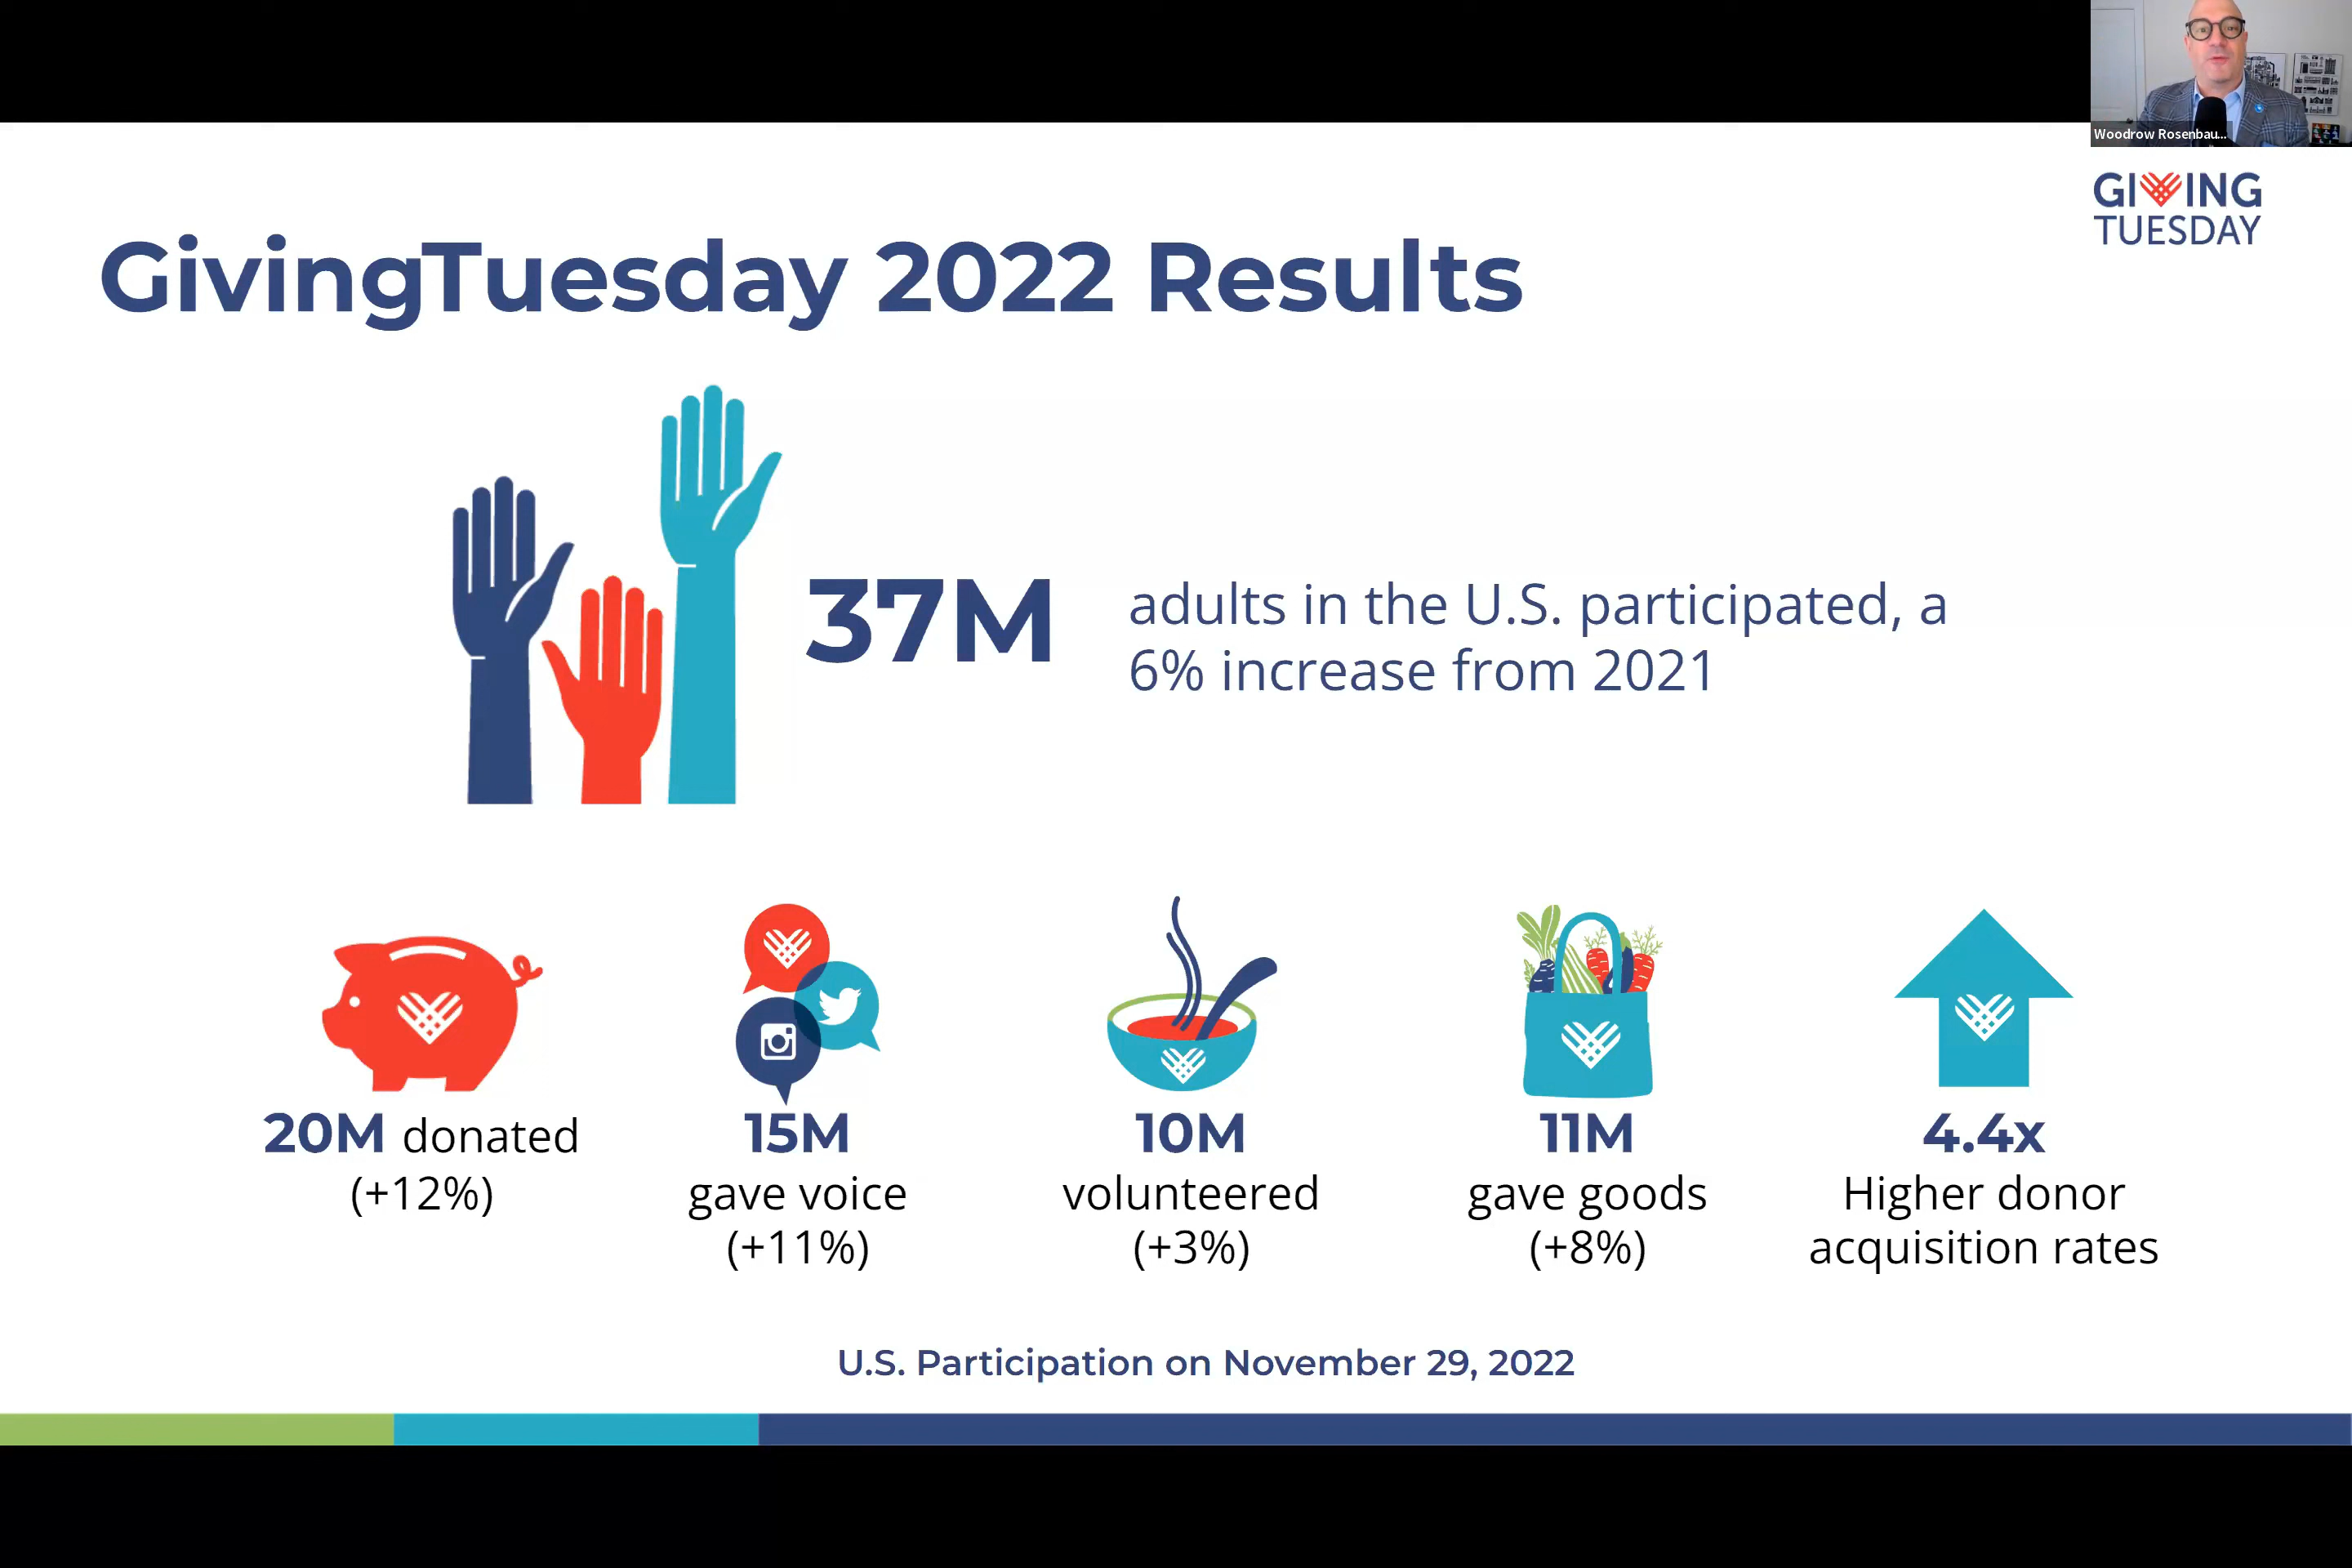 Woodrow Rosenbau...
GIVING
TUESDAY
GivingTuesday 2022 Results
37M
adults in the U.S. participated, a
6% increase from 2021
20M donated
(+12%)
15M
gave voice
(+11%)
10M
volunteered
(+3%)
11M
gave goods
(+8%)
4.4x
Higher donor
acquisition rates
U.S. Participation on November 29, 2022